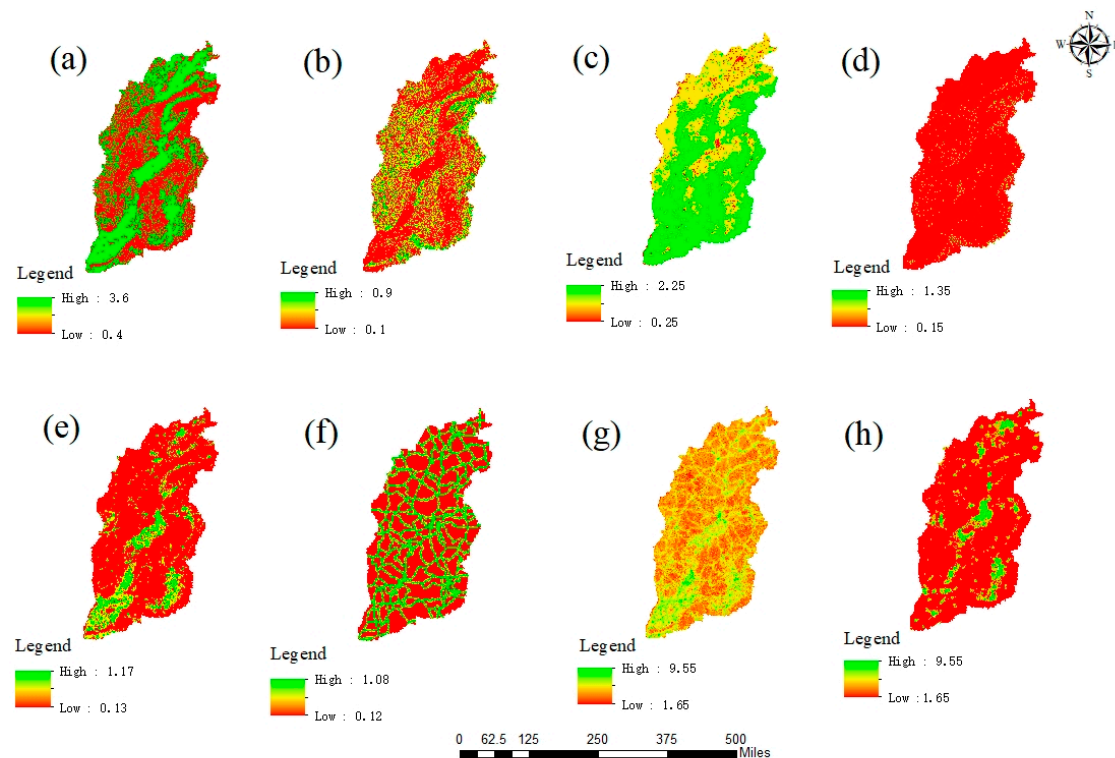 N
W
E
S
(a)
(b)
(c)
(d)
Legend
High : 3.6
Low : 0.4
Legend
High : 0.9
Low : 0.1
Legend
High : 2.25
Low : 0.25
Legend
High : 1.35
Low : 0.15
(e)
(f)
(g)
(h)
Legend
High : 1.17
Low : 0.13
Legend
High : 1.08
Low : 0.12
Legend
High : 9.55
Low : 1.65
Legend
High : 9.55
Low :1.65
0 62.5 125 250 375 500
Miles